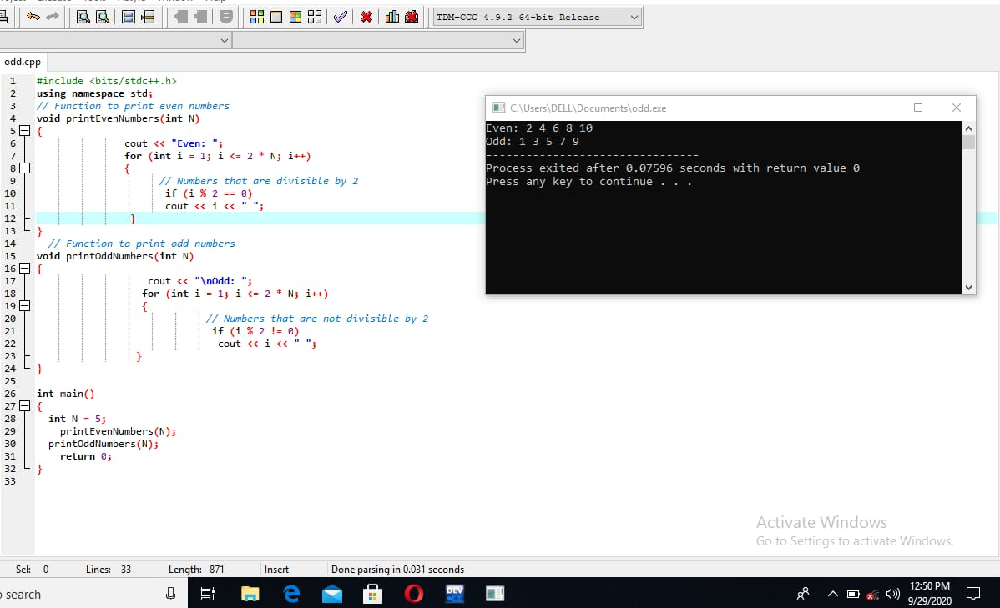 TDM-GCC 4.9.2 64-bit Release
odd.cpp
1 #include <bits/stdc++.h>
2 using namespace std;
3 // Function to print even numbers
4 void printEvenNumbers(int N)
5 {
6 cout << "Even: ";
7 for (int i = 1; i <= 2 * N; i++)
8 {
9 // Numbers that are divisible by 2
10 if (i % 2 == 0)
11 cout << i << " ";
12 }
13 }
14 // Function to print odd numbers
15 void printOddNumbers(int N)
16 {
17 cout << "\nOdd: ";
18 for (int i = 1; i <= 2 * N; i++)
19 {
20 // Numbers that are not divisible by 2
21 if (i % 2 != 0)
22 cout << i << " ";
23 }
24 }
25
26 int main()
27 {
28 int N = 5;
29 printEvenNumbers(N);
30 printOddNumbers(N);
31 return 0;
32 }
33
C:\Users\DELL\Documents\odd.exe
Even: 2 4 6 8 10
Odd: 1 3 5 7 9
--------------------------------
Process exited after 0.07596 seconds with return value 0
Press any key to continue . . .
Activate Windows
Go to Settings to activate Windows.
Sel: 0 Lines: 33 Length: 871 Insert Done parsing in 0.031 seconds
search
DEV
12:50 PM
9/29/2020